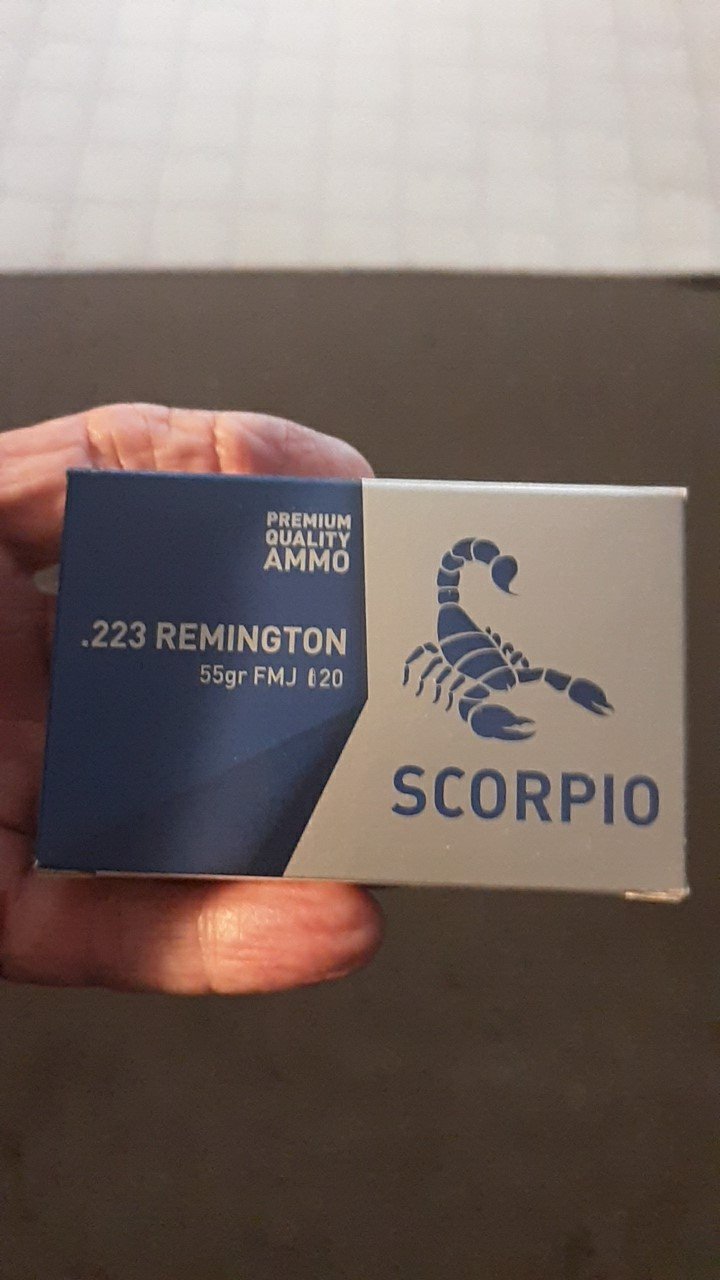 PREMIUM
QUALITY
AMMO
.223 REMINGTON
55gr FMJ 20
SCORPIO